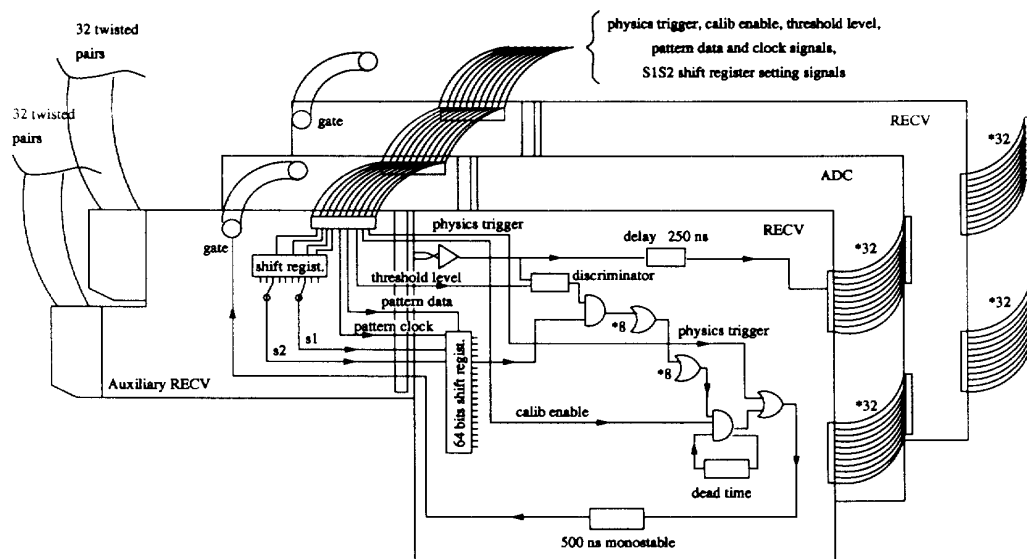 32 twisted
pairs
32 twisted
pairs
physics trigger, calib enable, threshold level,
pattern data and clock signals,
S1S2 shift register setting signals
gate
RECV
*32
ADC
gate
physics trigger
RECV
*32
delay 250 ns
shift regist.
threshold level
discriminator
pattern data
*8
physics trigger
*32
pattern clock
s1
s2
*8
Auxiliary RECV
64 bits shift regist.
calib enable
*32
dead time
500 ns monostable